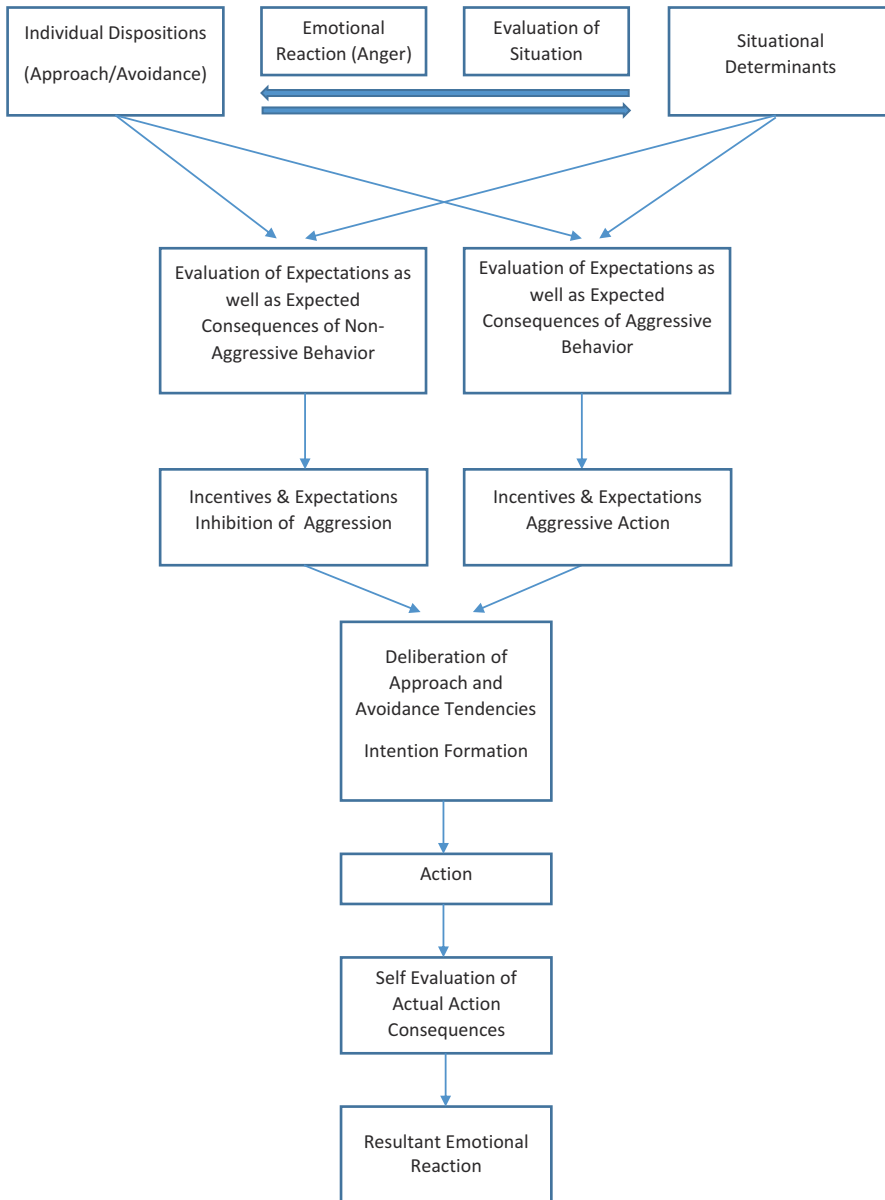 Individual Dispositions
(Approach/Avoidance)
Emotional
Reaction (Anger)
Evaluation of
Situation
Situational
Determinants
Evaluation of Expectations as
well as Expected
Consequences of Non-
Aggressive Behavior
Evaluation of Expectations as
well as Expected
Consequences of Aggressive
Behavior
Incentives & Expectations
Inhibition of Aggression
Incentives & Expectations
Aggressive Action
Deliberation of
Approach and
Avoidance Tendencies
Intention Formation
Action
Self Evaluation of
Actual Action
Consequences
Resultant Emotional
Reaction